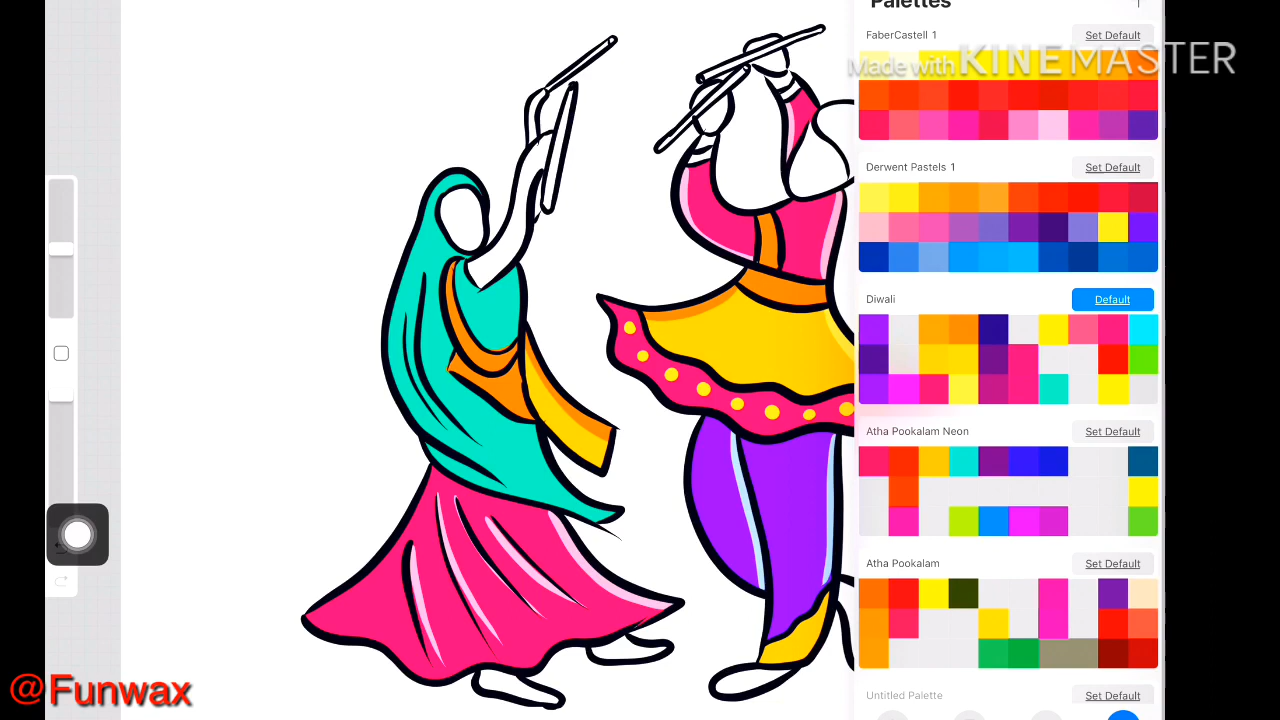 Palettes
FaberCastell 1
Set Default
Made with KINEMASTER
Derwent Pastels 1
Set Default
Diwali
Default
Atha Pookalam Neon
Set Default
Atha Pookalam
Set Default
Untitled Palette
Set Default
@Funwax